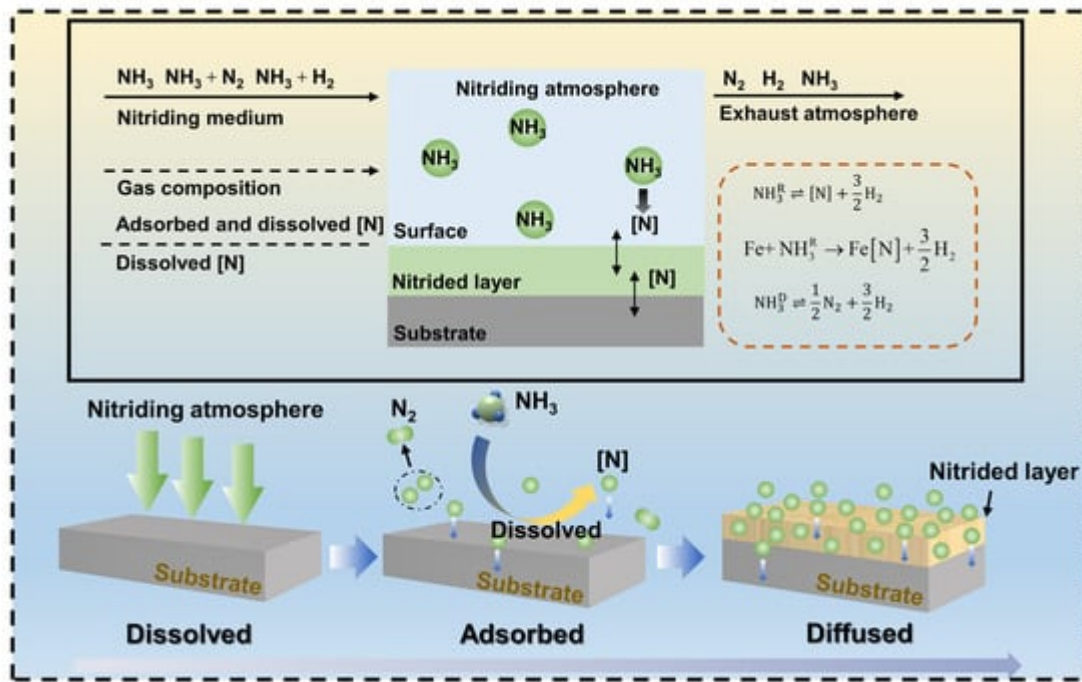 NH₃ NH₃ + N₂ NH₃ + H₂
Nitriding medium
Gas composition
Adsorbed and dissolved [N]
Dissolved [N]
Nitriding atmosphere
NH₃
NH₃
NH₃
NH₃
[N]
Surface
Nitrided layer
[N]
Substrate
N₂ H₂ NH₃
Exhaust atmosphere
NH₃ᴿ ⇌ [N] + 3/2 H₂
Fe+ NH₃ᴿ → Fe[N] + 3/2 H₂
NH₃ᴰ ⇌ 1/2 N₂ + 3/2 H₂
Nitriding atmosphere
Substrate
Dissolved
N₂
NH₃
[N]
Dissolved
Substrate
Adsorbed
Nitrided layer
Substrate
Diffused